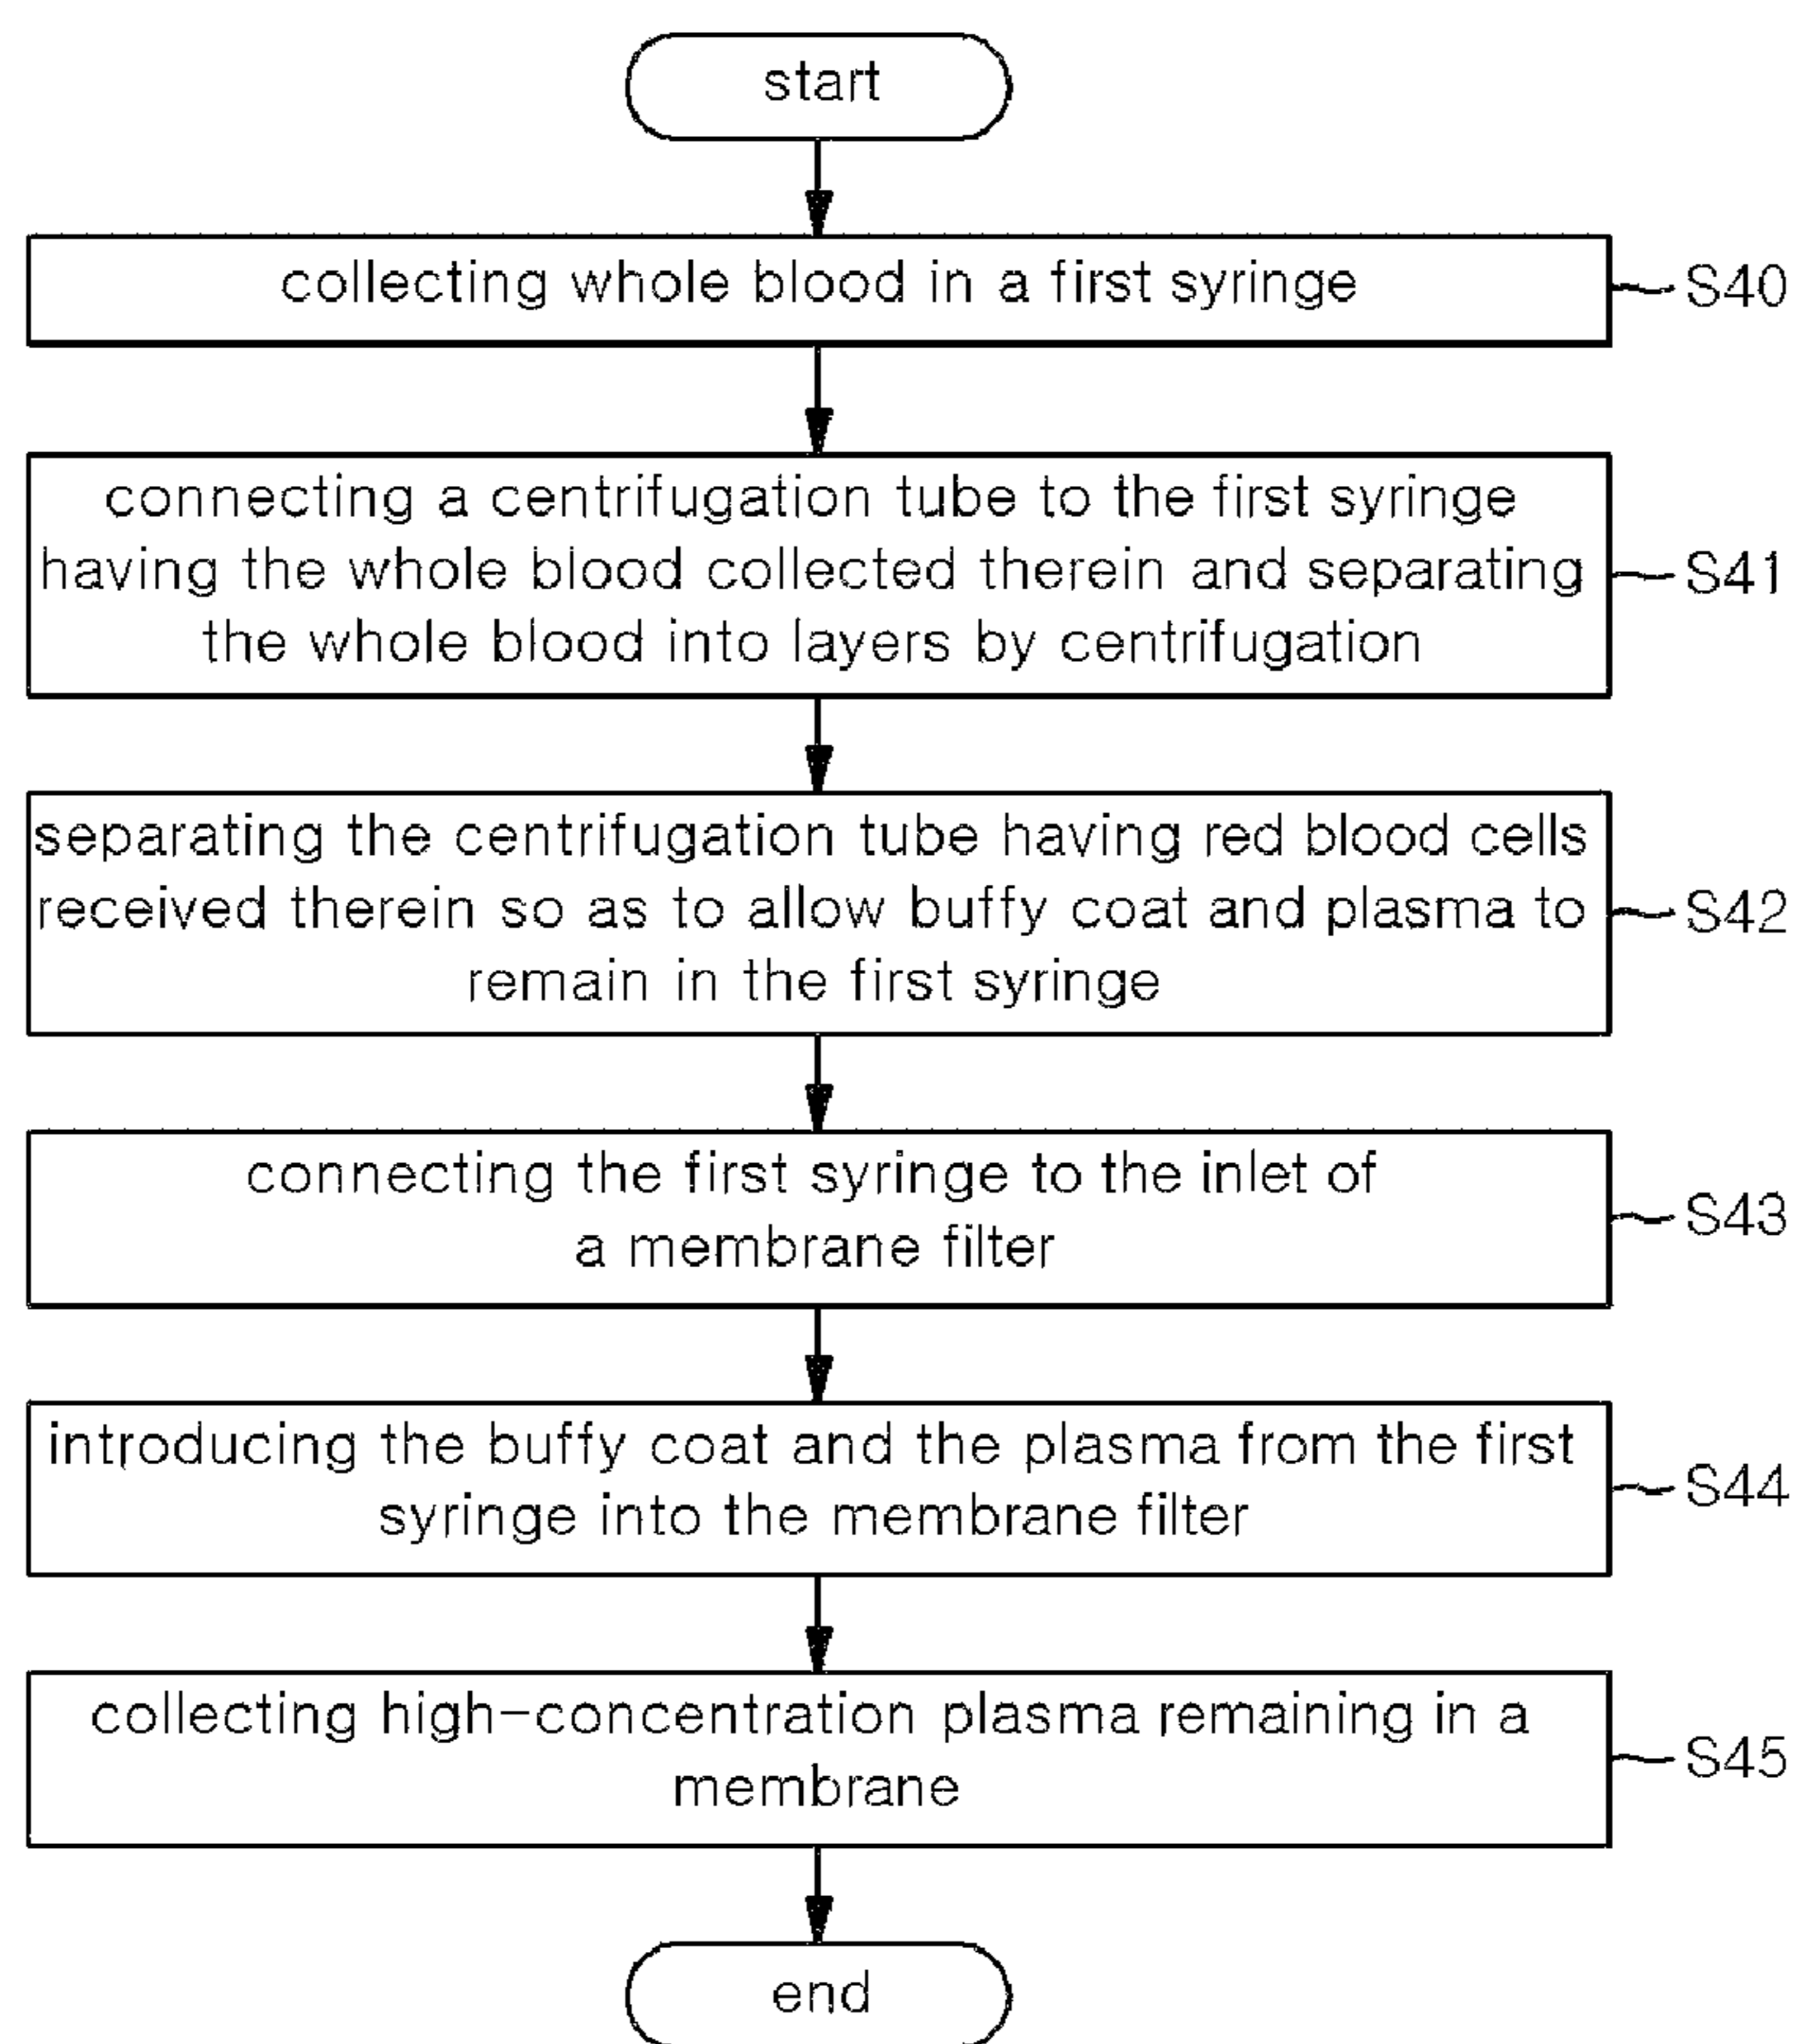 start
collecting whole blood in a first syringe
S40
connecting a centrifugation tube to the first syringe
having the whole blood collected therein and separating
the whole blood into layers by centrifugation
S41
separating the centrifugation tube having red blood cells
received therein so as to allow buffy coat and plasma to
remain in the first syringe
S42
connecting the first syringe to the inlet of
a membrane filter
S43
introducing the buffy coat and the plasma from the first
syringe into the membrane filter
S44
collecting high-concentration plasma remaining in a
membrane
S45
end